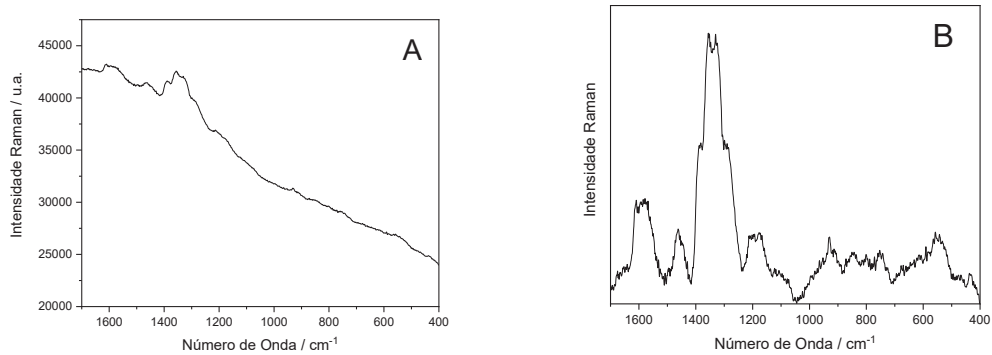 A
45000
40000
35000
30000
25000
20000
1600 1400 1200 1000 800 600 400
Intensidade Raman / u.a.
Número de Onda / cm-1
B
1600 1400 1200 1000 800 600 400
Intensidade Raman
Número de Onda / cm-1